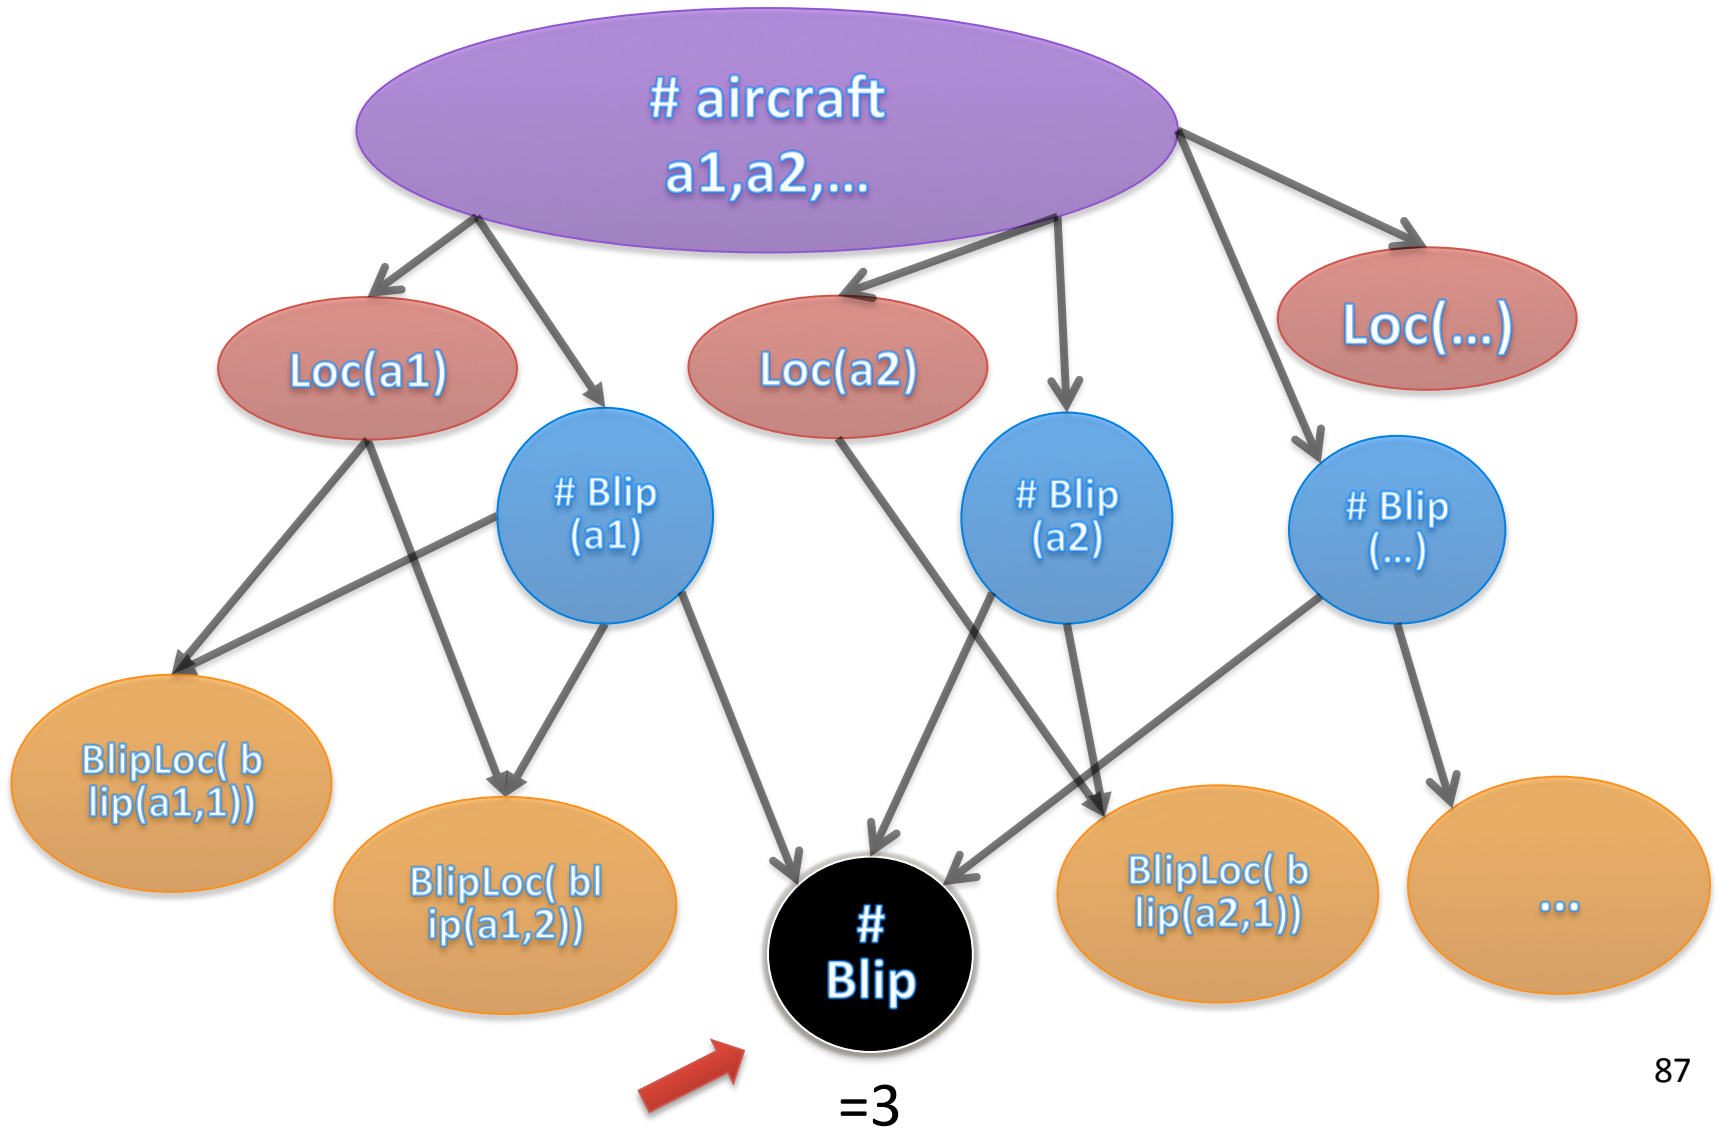 # aircraft
a1,a2,...
Loc(a1)
Loc(a2)
Loc(...)
# Blip
(a1)
# Blip
(a2)
# Blip
(...)
BlipLoc( b
lip(a1,1))
BlipLoc( bl
ip(a1,2))
#
Blip
BlipLoc( b
lip(a2,1))
...
=3
87